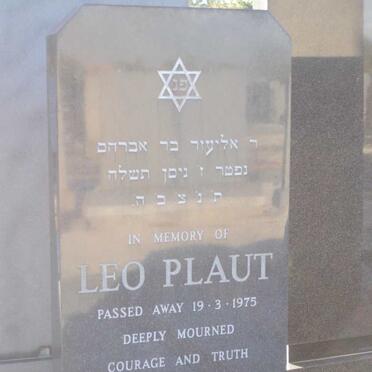 פנ
ר אליעזר בר אברהם
נפטר ז ניסן תשלה
ת נ צ ב ה
IN MEMORY OF
LEO PLAUT
PASSED AWAY 19·3·1975
DEEPLY MOURNED
COURAGE AND TRUTH